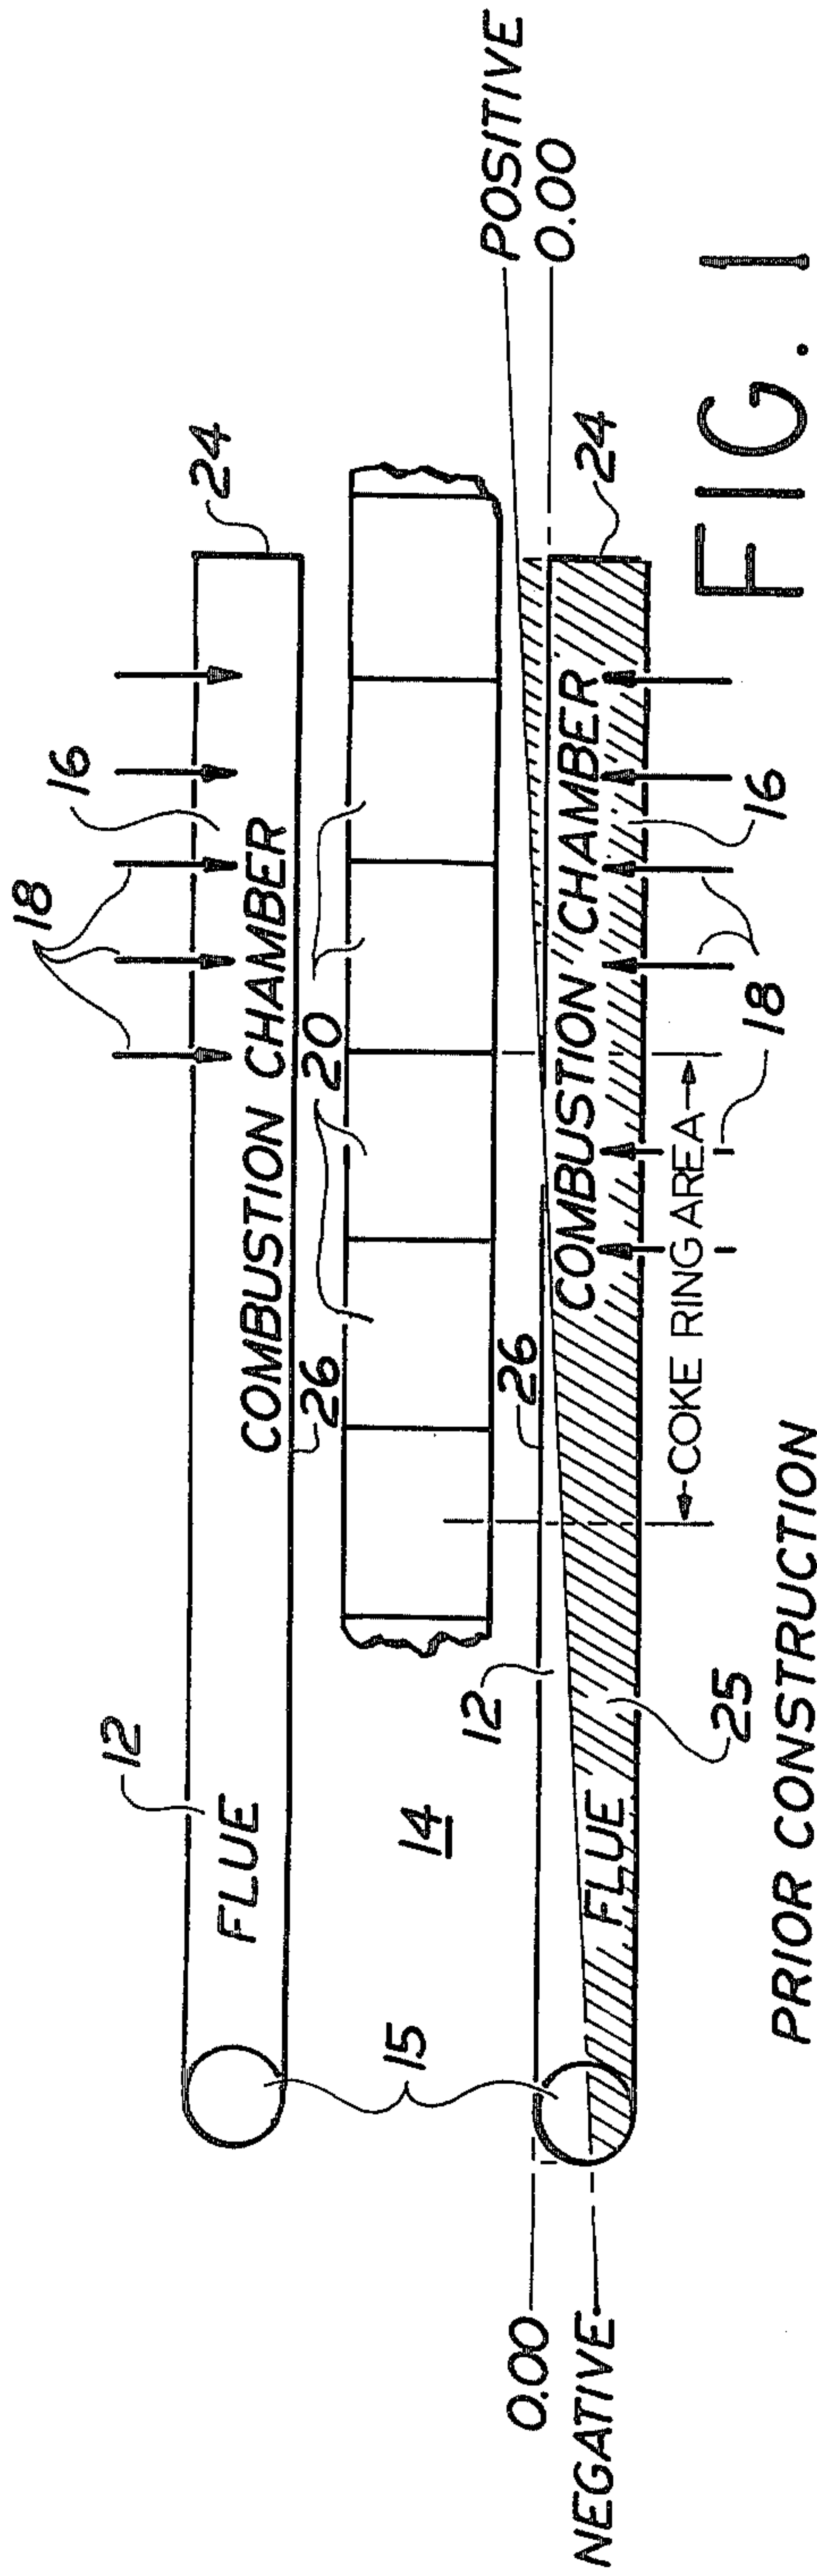 18
16
24
12
FLUE
COMBUSTION CHAMBER
26
20
15
14
12
26
POSITIVE
0.00
0.00
NEGATIVE
FLUE
COMBUSTION CHAMBER
24
25
COKE RING AREA
18
18
16
PRIOR CONSTRUCTION
FIG. 1